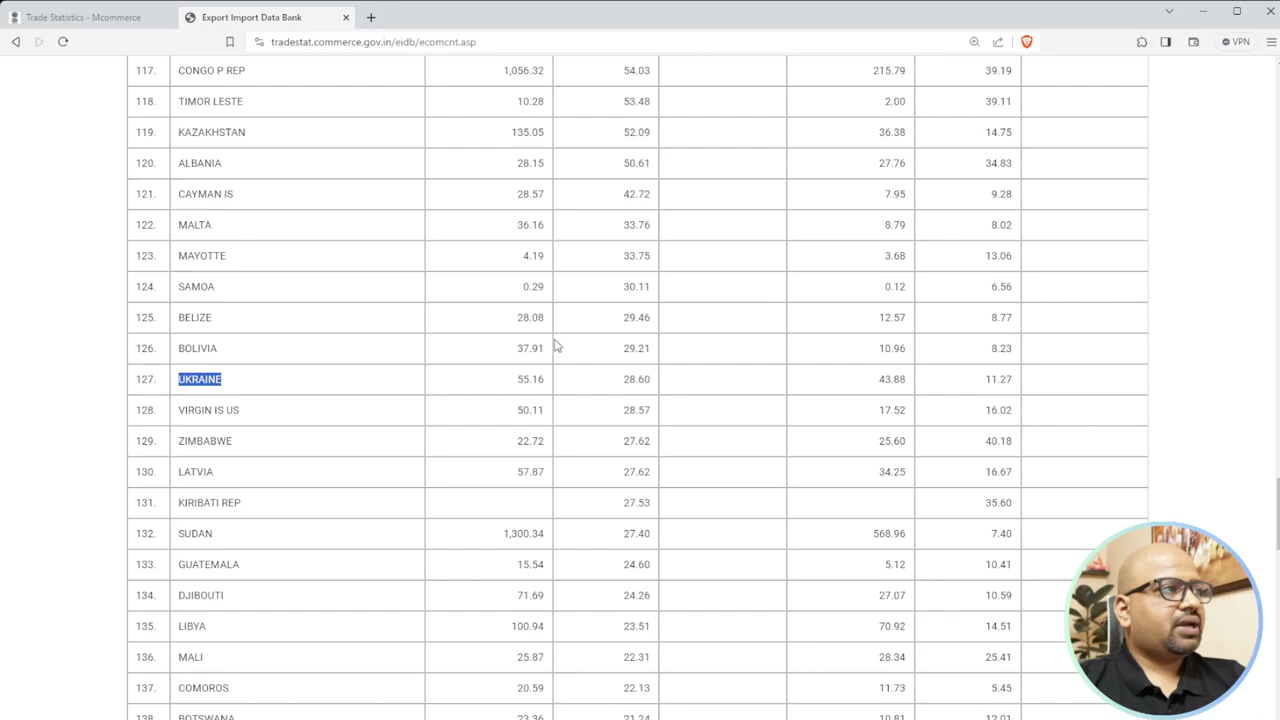 Trade Statistics - Mcommerce
Export Import Data Bank
tradestat.commerce.gov.in/eidb/ecomcnt.asp
VPN
117. CONGO P REP 1,056.32 54.03 215.79 39.19
118. TIMOR LESTE 10.28 53.48 2.00 39.11
119. KAZAKHSTAN 135.05 52.09 36.38 14.75
120. ALBANIA 28.15 50.61 27.76 34.83
121. CAYMAN IS 28.57 42.72 7.95 9.28
122. MALTA 36.16 33.76 8.79 8.02
123. MAYOTTE 4.19 33.75 3.68 13.06
124. SAMOA 0.29 30.11 0.12 6.56
125. BELIZE 28.08 29.46 12.57 8.77
126. BOLIVIA 37.91 29.21 10.96 8.23
127. UKRAINE 55.16 28.60 43.88 11.27
128. VIRGIN IS US 50.11 28.57 17.52 16.02
129. ZIMBABWE 22.72 27.62 25.60 40.18
130. LATVIA 57.87 27.62 34.25 16.67
131. KIRIBATI REP 27.53 35.60
132. SUDAN 1,300.34 27.40 568.96 7.40
133. GUATEMALA 15.54 24.60 5.12 10.41
134. DJIBOUTI 71.69 24.26 27.07 10.59
135. LIBYA 100.94 23.51 70.92 14.51
136. MALI 25.87 22.31 28.34 25.41
137. COMOROS 20.59 22.13 11.73 5.45
138. BOTSWANA 23.36 21.24 10.81 12.01